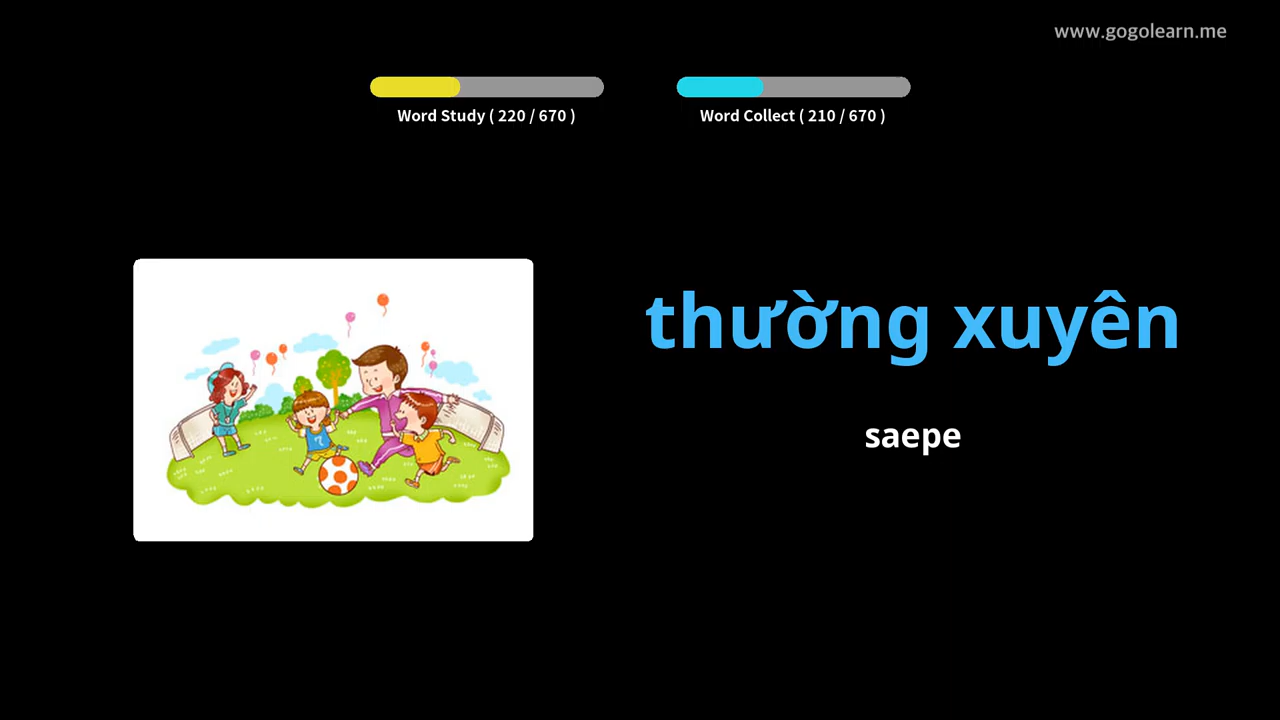 www.gogolearn.me
Word Study ( 220 / 670 )
Word Collect ( 210 / 670 )
thường xuyên
saepe